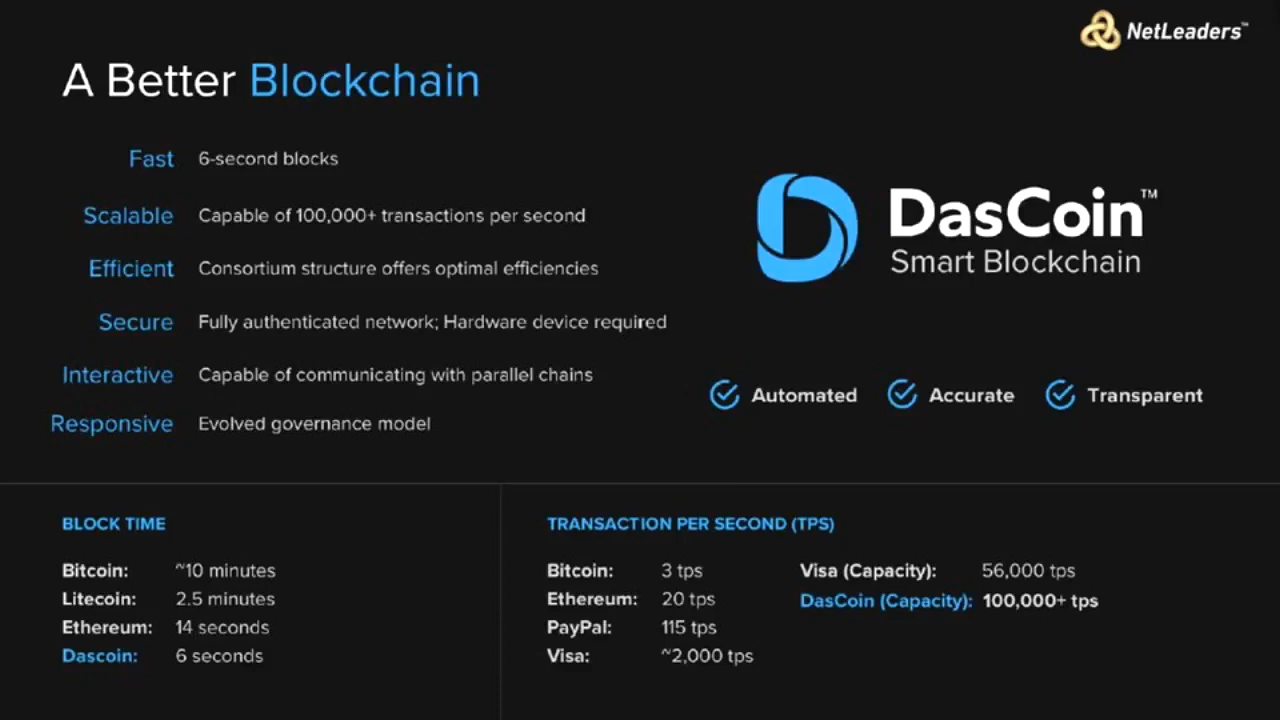 NetLeaders™
A Better Blockchain
Fast 6-second blocks
Scalable Capable of 100,000+ transactions per second
Efficient Consortium structure offers optimal efficiencies
Secure Fully authenticated network; Hardware device required
Interactive Capable of communicating with parallel chains
Responsive Evolved governance model
DasCoin™
Smart Blockchain
Automated Accurate Transparent
BLOCK TIME
Bitcoin: ~10 minutes
Litecoin: 2.5 minutes
Ethereum: 14 seconds
Dascoin: 6 seconds
TRANSACTION PER SECOND (TPS)
Bitcoin: 3 tps
Ethereum: 20 tps
PayPal: 115 tps
Visa: ~2,000 tps
Visa (Capacity): 56,000 tps
DasCoin (Capacity): 100,000+ tps